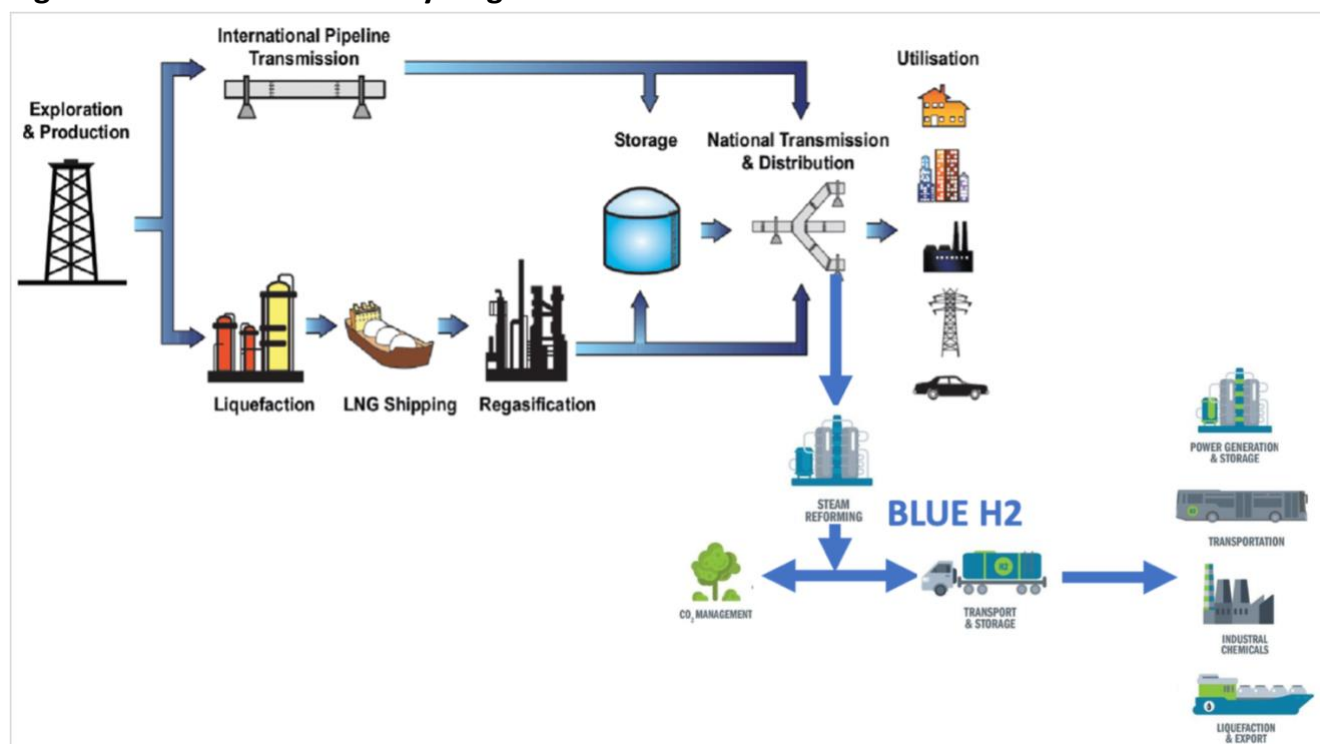 International Pipeline
Transmission
Utilisation
Exploration
& Production
Storage
National Transmission
& Distribution
Liquefaction
LNG Shipping
Regasification
POWER GENERATION
& STORAGE
STEAM
REFORMING
BLUE H2
H2
TRANSPORTATION
CO2 MANAGEMENT
TRANSPORT
& STORAGE
INDUSTRAL
CHEMICALS
LIQUEFACTION
& EXPORT